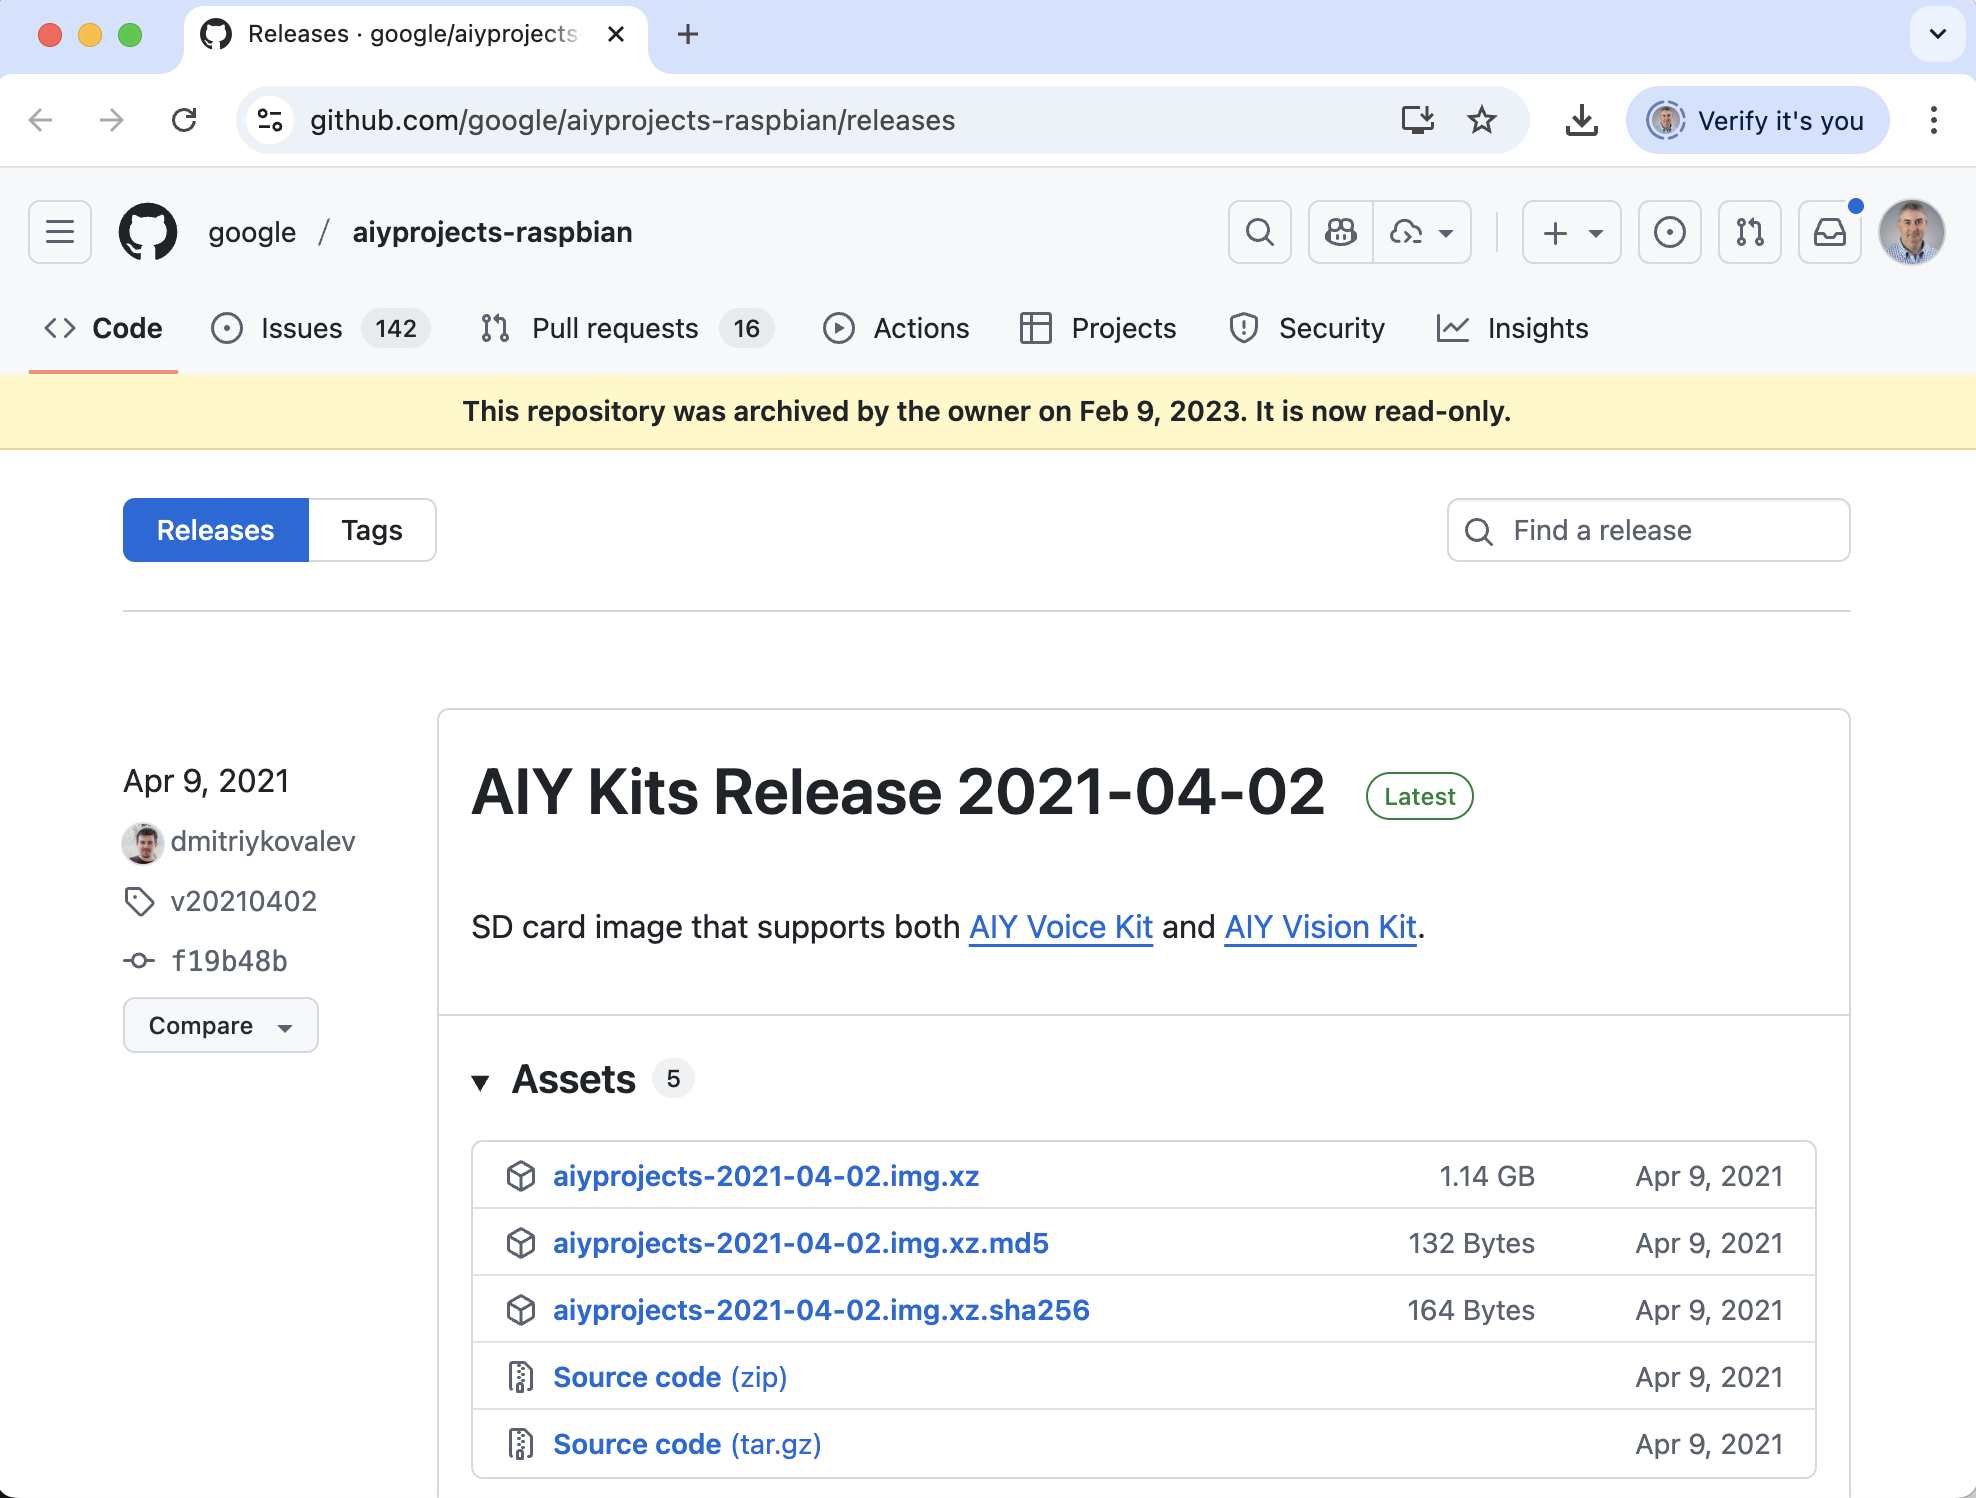 Releases · google/aiyprojects-
github.com/google/aiyprojects-raspbian/releases
Verify it's you
google / aiyprojects-raspbian
Code
Issues 142
Pull requests 16
Actions
Projects
Security
Insights
This repository was archived by the owner on Feb 9, 2023. It is now read-only.
Releases
Tags
Find a release
Apr 9, 2021
dmitriykovalev
v20210402
f19b48b
Compare
AIY Kits Release 2021-04-02 Latest
SD card image that supports both AIY Voice Kit and AIY Vision Kit.
Assets 5
aiyprojects-2021-04-02.img.xz 1.14 GB Apr 9, 2021
aiyprojects-2021-04-02.img.xz.md5 132 Bytes Apr 9, 2021
aiyprojects-2021-04-02.img.xz.sha256 164 Bytes Apr 9, 2021
Source code (zip) Apr 9, 2021
Source code (tar.gz) Apr 9, 2021